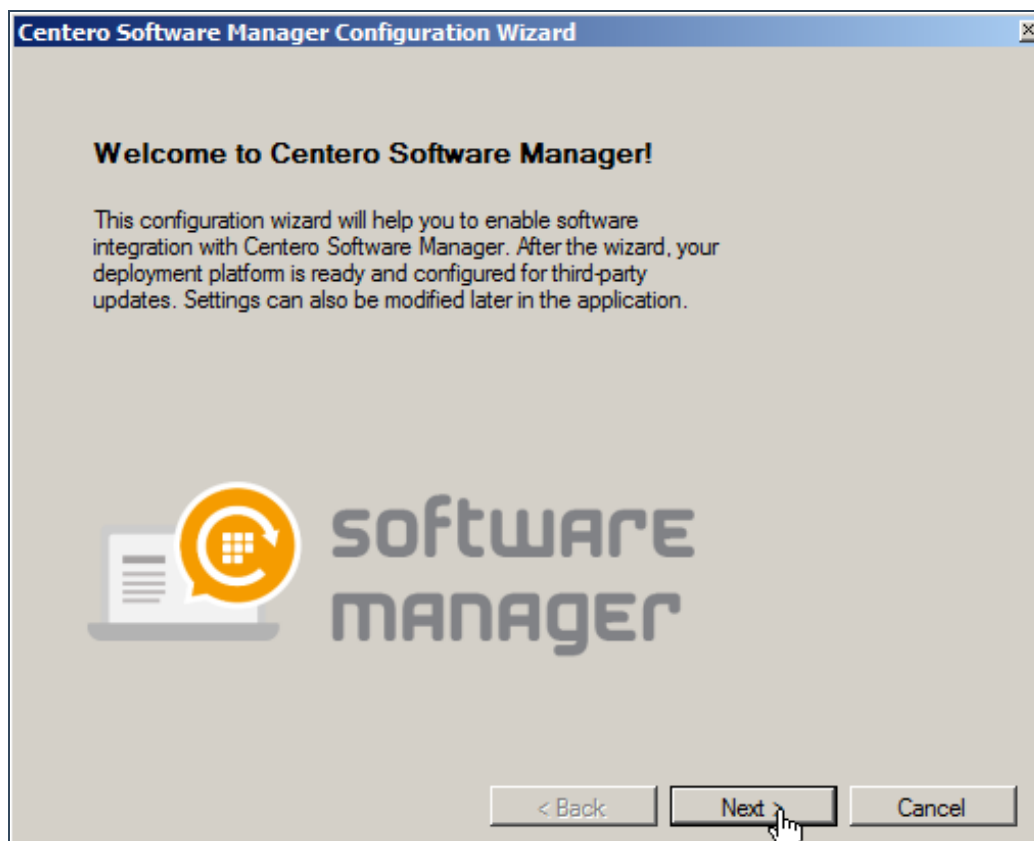 Centero Software Manager Configuration Wizard
Welcome to Centero Software Manager!
This configuration wizard will help you to enable software
integration with Centero Software Manager. After the wizard, your
deployment platform is ready and configured for third-party
updates. Settings can also be modified later in the application.
software
manager
< Back
Next >
Cancel